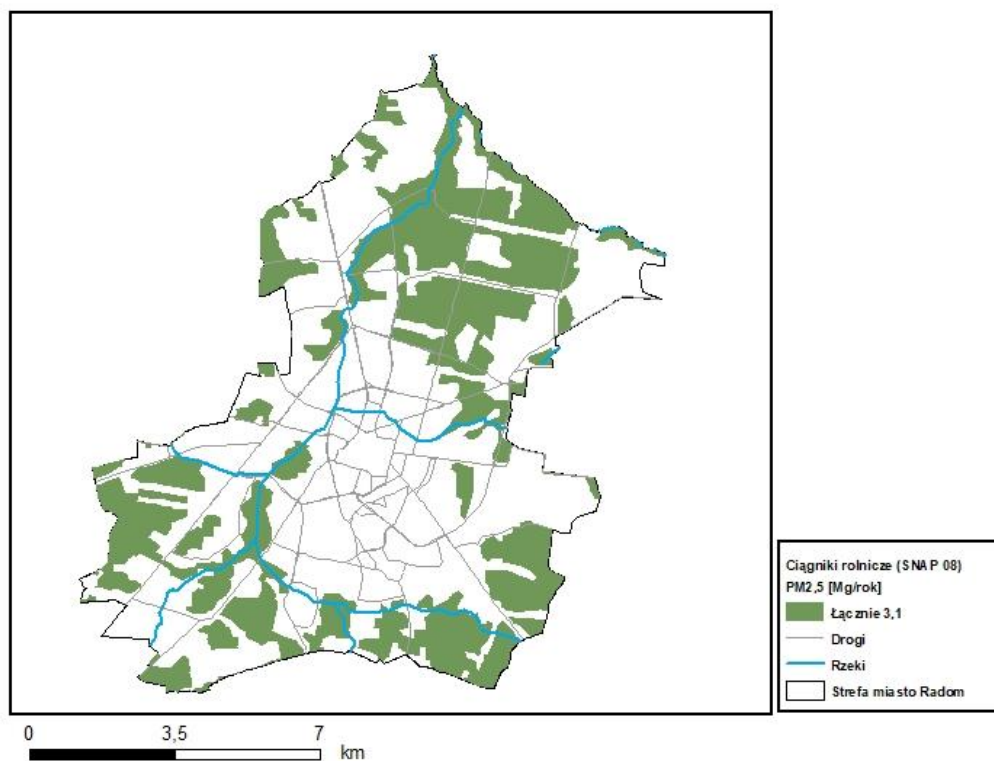 Ciągniki rolnicze (SNAP 08)
PM2,5 [Mg/rok]
Łącznie 3,1
Drogi
Rzeki
Strefa miasto Radom
0 3,5 7
km